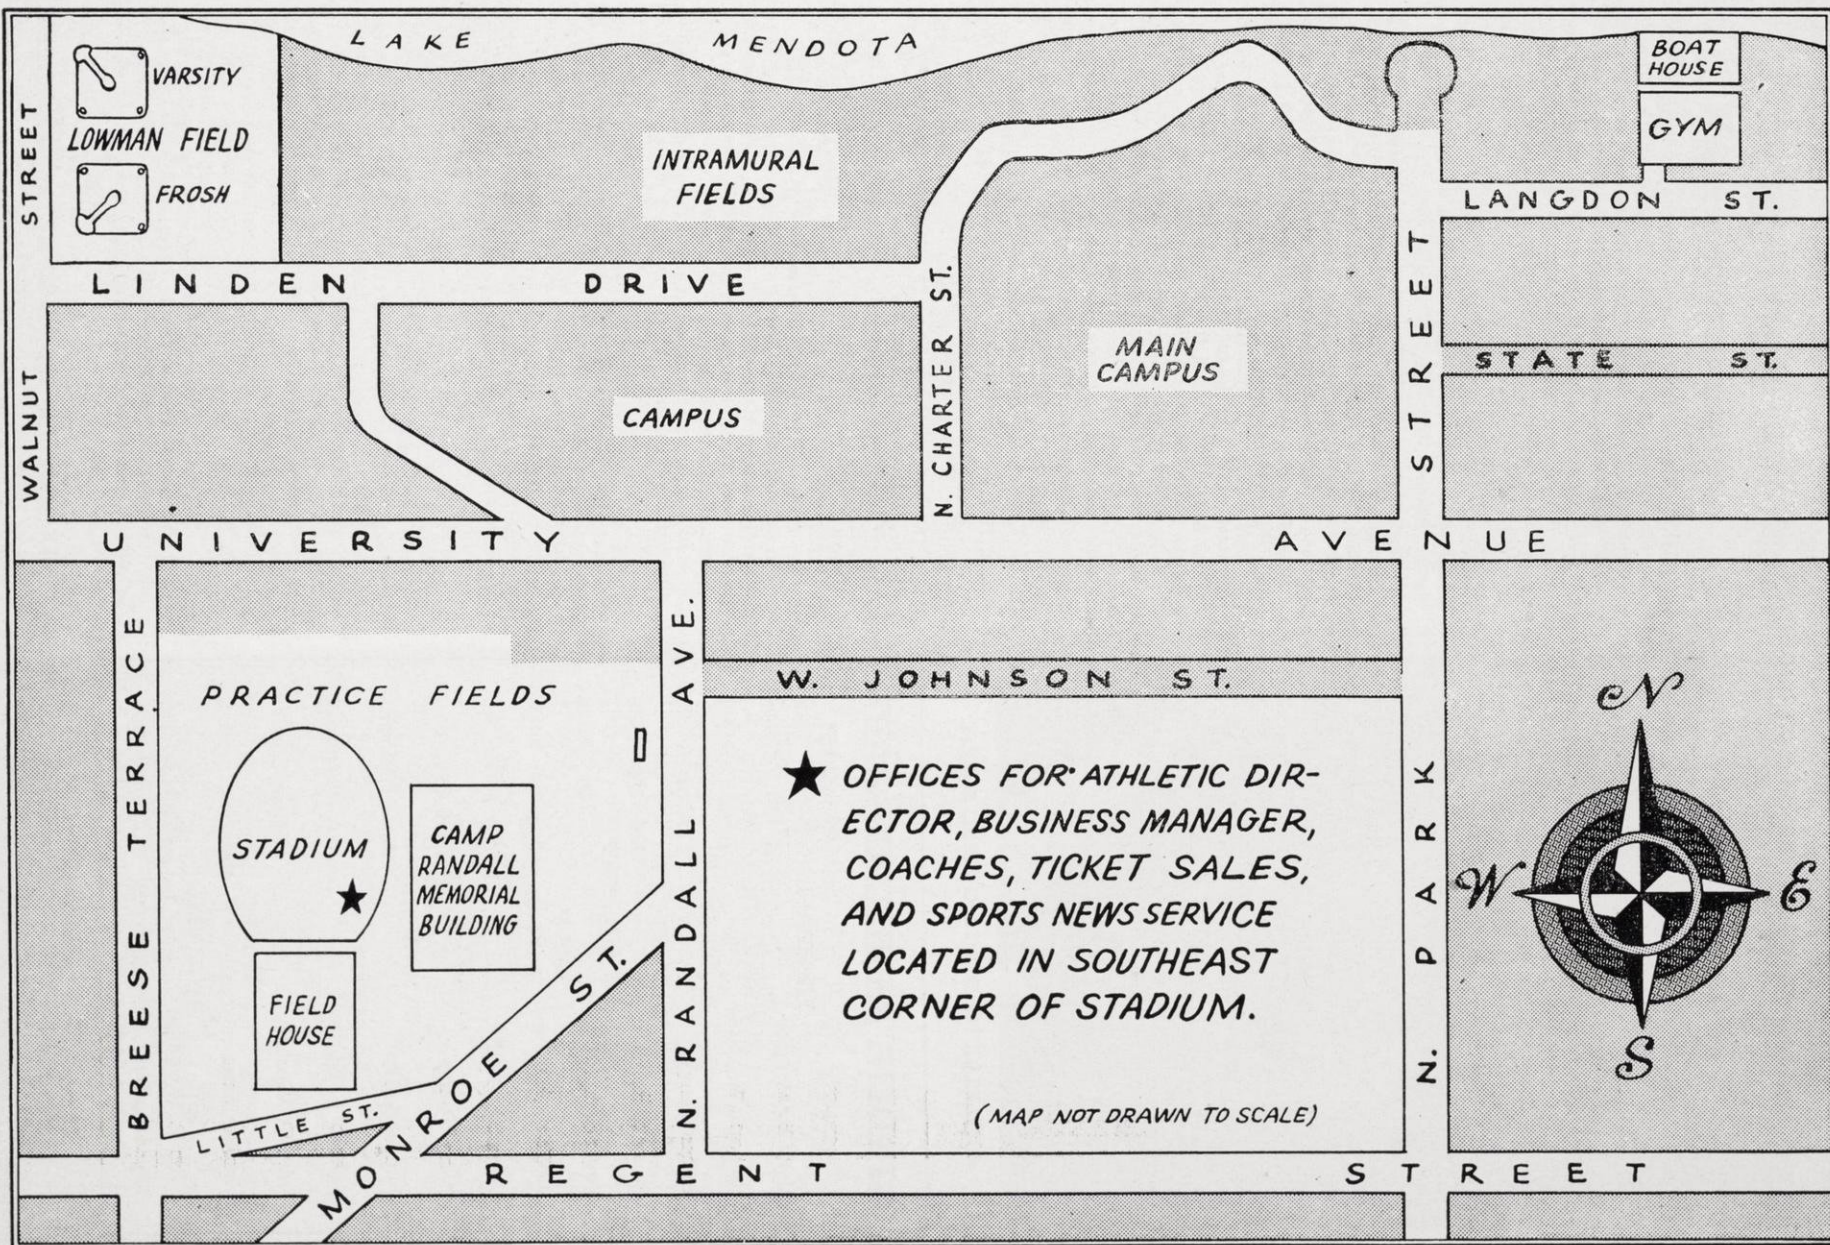 LAKE MENDOTA
VARSITY
LOWMAN FIELD
FROSH
INTRAMURAL
FIELDS
BOAT
HOUSE
GYM
LANGDON ST.
WALNUT STREET
LINDEN DRIVE
N. CHARTER ST.
MAIN
CAMPUS
STATE ST.
CAMPUS
UNIVERSITY AVENUE
BREESE TERRACE
PRACTICE FIELDS
STADIUM
CAMP
RANDALL
MEMORIAL
BUILDING
FIELD
HOUSE
LITTLE ST.
MONROE ST.
N. RANDALL AVE.
W. JOHNSON ST.
★ OFFICES FOR ATHLETIC DIR-
ECTOR, BUSINESS MANAGER,
COACHES, TICKET SALES,
AND SPORTS NEWS SERVICE
LOCATED IN SOUTHEAST
CORNER OF STADIUM.
(MAP NOT DRAWN TO SCALE)
N. PARK STREET
N
W
E
S
REGENT STREET